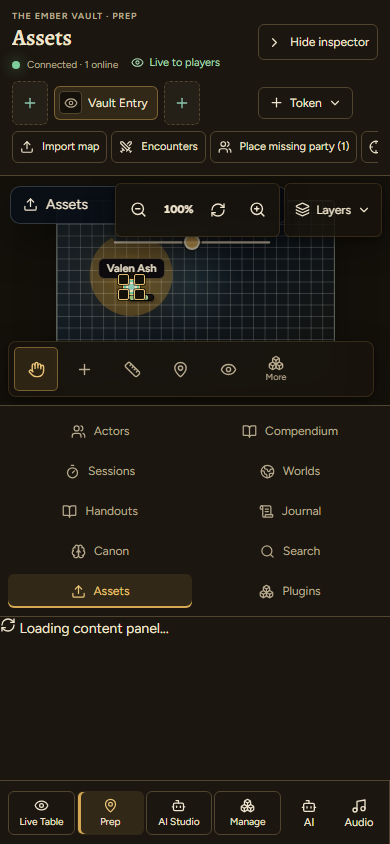 THE EMBER VAULT · PREP
Assets
Hide inspector
Connected · 1 online
Live to players
Vault Entry
Token
Import map
Encounters
Place missing party (1)
Assets
100%
Layers
Valen Ash
More
Actors
Compendium
Sessions
Worlds
Handouts
Journal
Canon
Search
Assets
Plugins
Loading content panel...
Live Table
Prep
AI Studio
Manage
AI
Audio